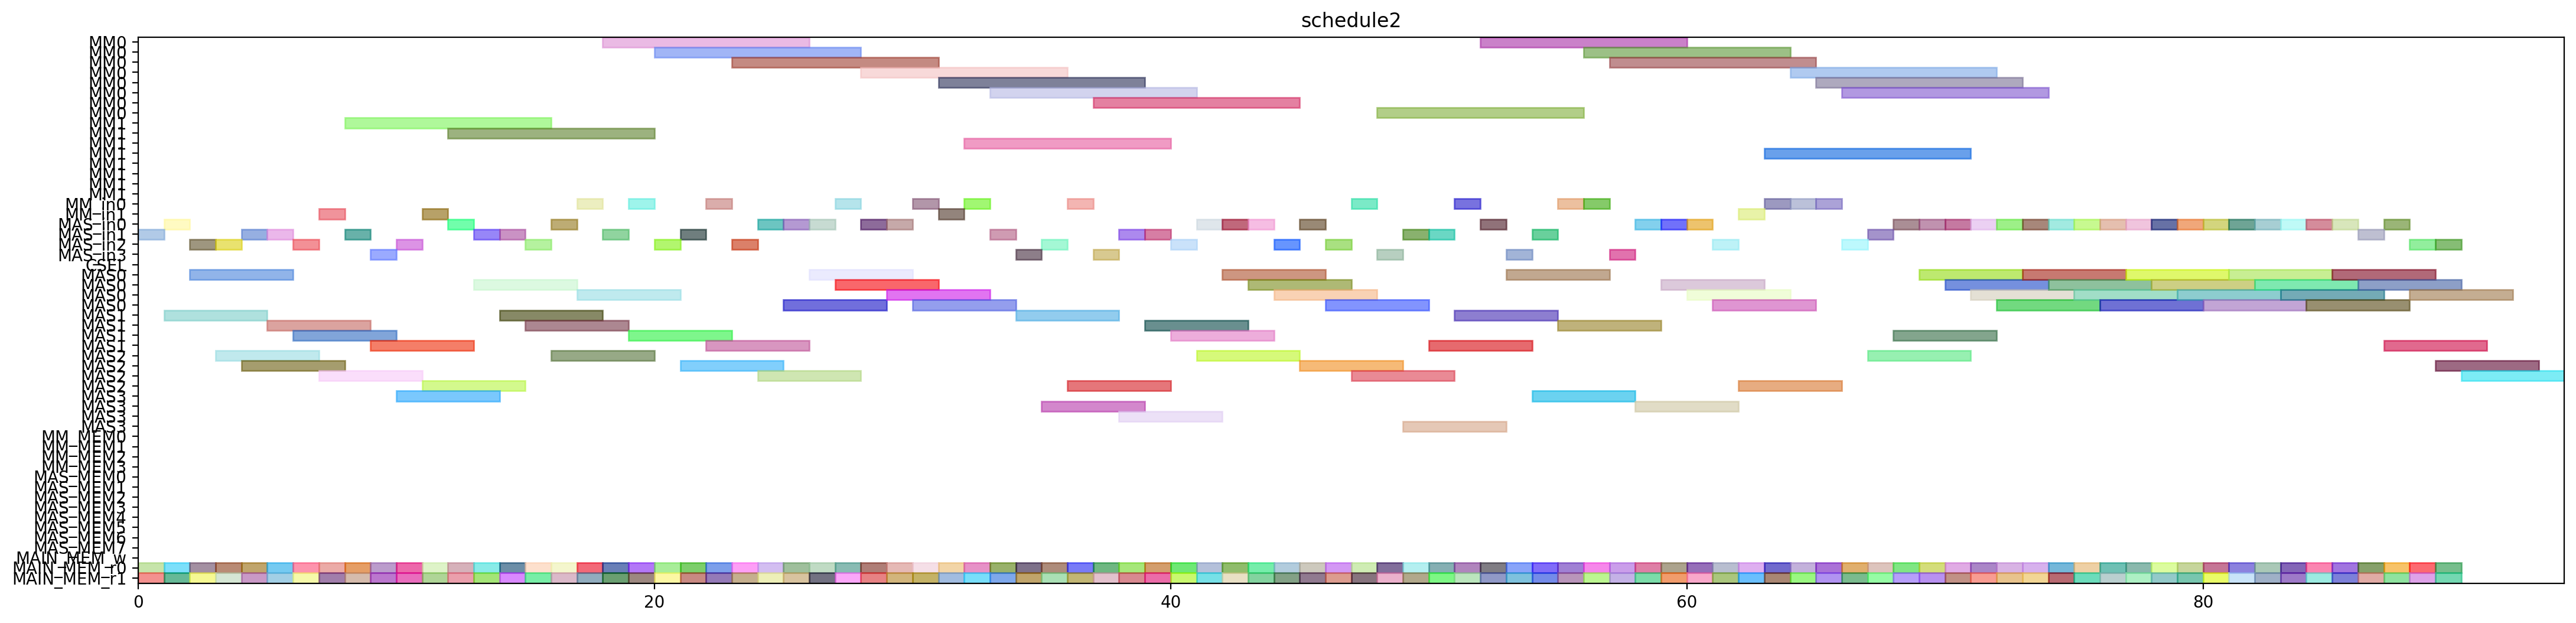 schedule2
MM0
MM0
MM0
MM0
MM0
MM0
MM0
MM0
MM1
MM1
MM1
MM1
MM1
MM1
MM1
MM1
MM_in0
MM_in1
MAS_in0
MAS_in1
MAS_in2
MAS_in3
CSEL
MAS0
MAS0
MAS0
MAS0
MAS1
MAS1
MAS1
MAS1
MAS2
MAS2
MAS2
MAS2
MAS3
MAS3
MAS3
MAS3
MM_MEM0
MM_MEM1
MM_MEM2
MM_MEM3
MAS_MEM0
MAS_MEM1
MAS_MEM2
MAS_MEM3
MAS_MEM4
MAS_MEM5
MAS_MEM6
MAS_MEM7
MAIN_MEM_w
MAIN_MEM_r0
MAIN_MEM_r1
0 20 40 60 80